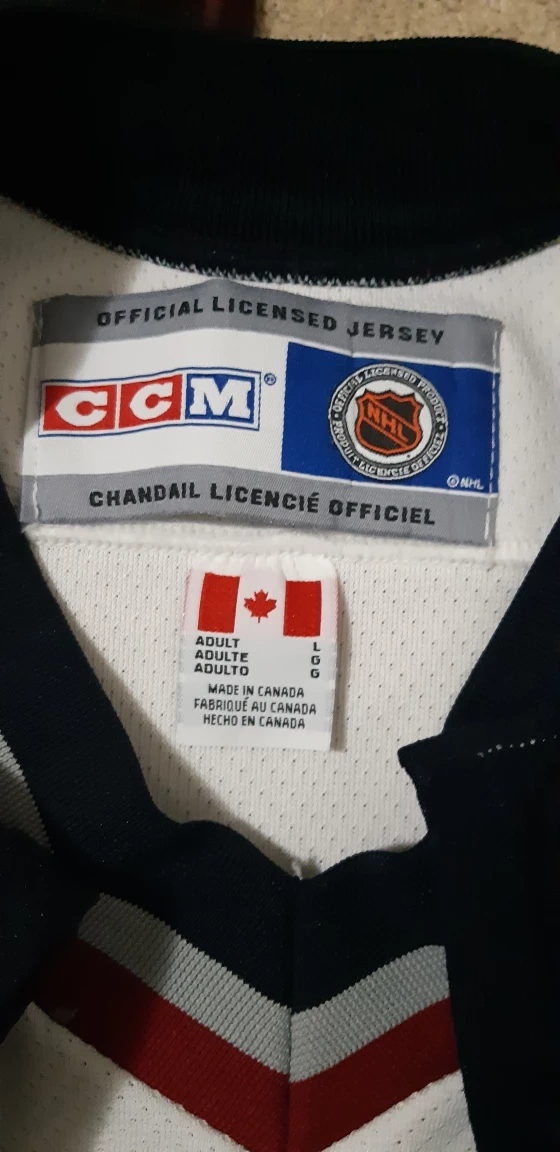 OFFICIAL LICENSED JERSEY
CCM®
OFFICIAL LICENSED PRODUCT
NHL
PRODUIT LICENCIÉ OFFICIEL
© NHL
CHANDAIL LICENCIÉ OFFICIEL
ADULT L
ADULTE G
ADULTO G
MADE IN CANADA
FABRIQUÉ AU CANADA
HECHO EN CANADA